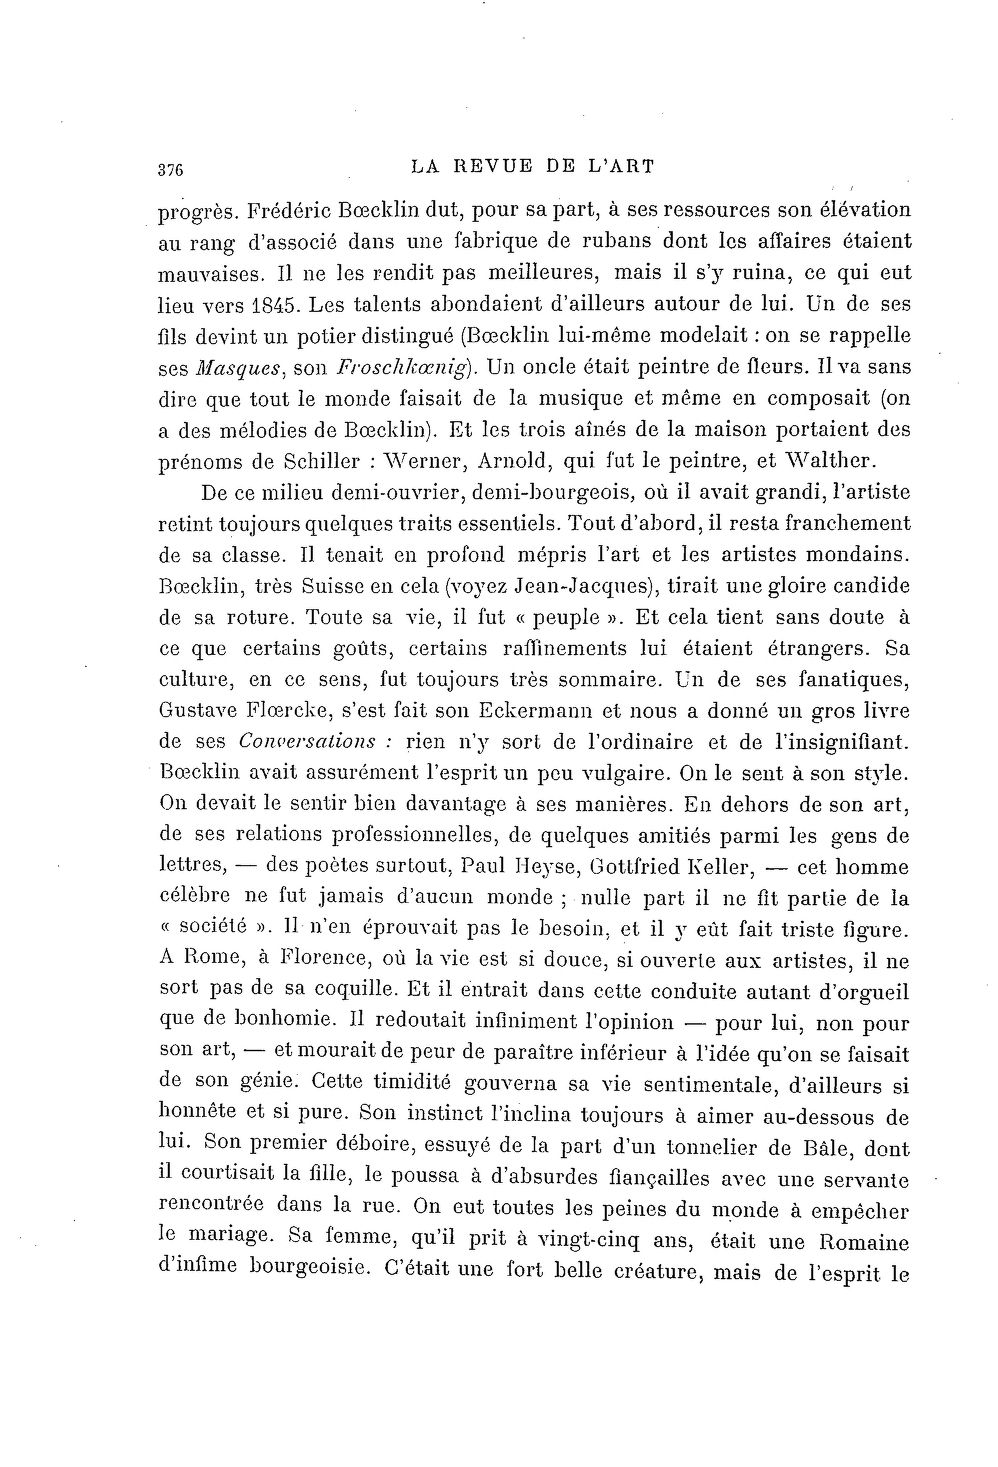 376 LA REVUE DE L'ART
progrès. Frédéric Bœcklin dut, pour sa part, à ses ressources son élévation
au rang d'associé dans une fabrique de rubans dont les affaires étaient
mauvaises. Il ne les rendit pas meilleures, mais il s'y ruina, ce qui eut
lieu vers 1845. Les talents abondaient d'ailleurs autour de lui. Un de ses
fils devint un potier distingué (Bœcklin lui-même modelait : on se rappelle
ses Masques, son Froschkœnig). Un oncle était peintre de fleurs. Il va sans
dire que tout le monde faisait de la musique et même en composait (on
a des mélodies de Bœcklin). Et les trois aînés de la maison portaient des
prénoms de Schiller : Werner, Arnold, qui fut le peintre, et Walther.
De ce milieu demi-ouvrier, demi-bourgeois, où il avait grandi, l'artiste
retint toujours quelques traits essentiels. Tout d'abord, il resta franchement
de sa classe. Il tenait en profond mépris l'art et les artistes mondains.
Bœcklin, très Suisse en cela (voyez Jean-Jacques), tirait une gloire candide
de sa roture. Toute sa vie, il fut « peuple ». Et cela tient sans doute à
ce que certains goûts, certains raffinements lui étaient étrangers. Sa
culture, en ce sens, fut toujours très sommaire. Un de ses fanatiques,
Gustave Flœrcke, s'est fait son Eckermann et nous a donné un gros livre
de ses Conversations : rien n'y sort de l'ordinaire et de l'insignifiant.
Bœcklin avait assurément l'esprit un peu vulgaire. On le sent à son style.
On devait le sentir bien davantage à ses manières. En dehors de son art,
de ses relations professionnelles, de quelques amitiés parmi les gens de
lettres, — des poètes surtout, Paul Heyse, Gottfried Keller, — cet homme
célèbre ne fut jamais d'aucun monde ; nulle part il ne fit partie de la
« société ». Il n'en éprouvait pas le besoin, et il y eût fait triste figure.
A Rome, à Florence, où la vie est si douce, si ouverte aux artistes, il ne
sort pas de sa coquille. Et il entrait dans cette conduite autant d'orgueil
que de bonhomie. Il redoutait infiniment l'opinion — pour lui, non pour
son art, — et mourait de peur de paraître inférieur à l'idée qu'on se faisait
de son génie. Cette timidité gouverna sa vie sentimentale, d'ailleurs si
honnête et si pure. Son instinct l'inclina toujours à aimer au-dessous de
lui. Son premier déboire, essuyé de la part d'un tonnelier de Bâle, dont
il courtisait la fille, le poussa à d'absurdes fiançailles avec une servante
rencontrée dans la rue. On eut toutes les peines du monde à empêcher
le mariage. Sa femme, qu'il prit à vingt-cinq ans, était une Romaine
d'infime bourgeoisie. C'était une fort belle créature, mais de l'esprit le